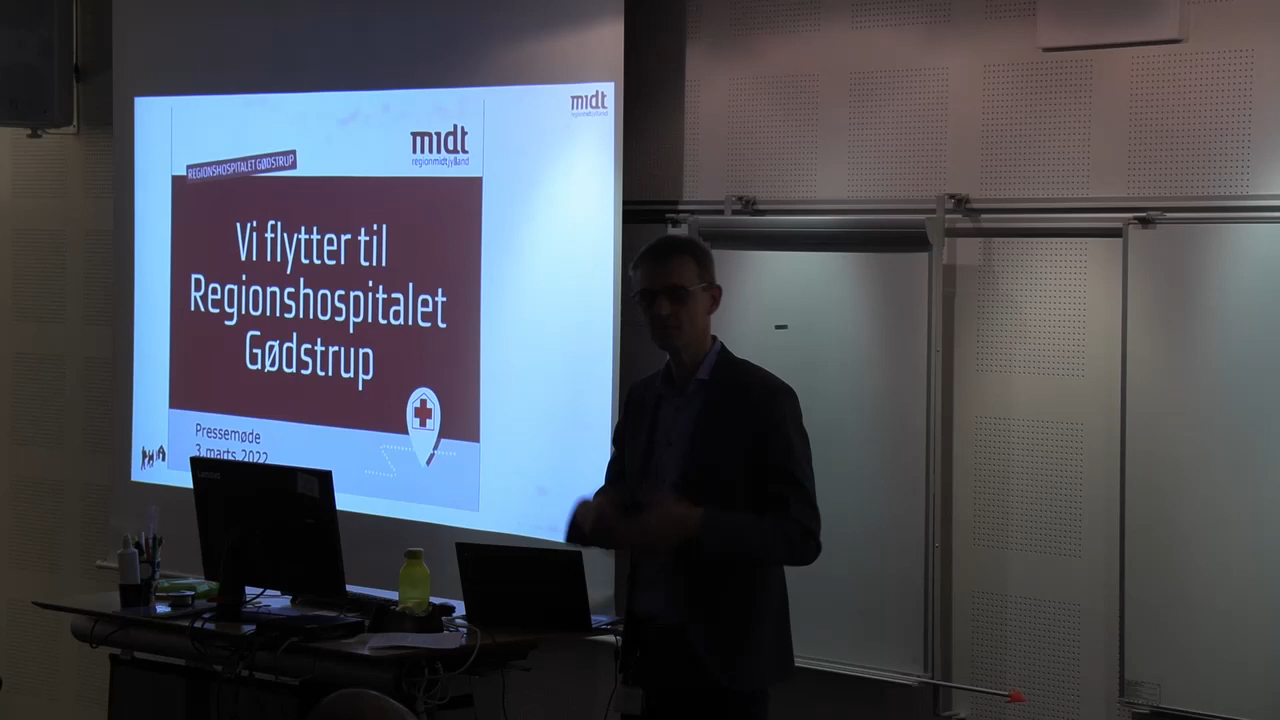 midt
regionmidtjylland
midt
regionmidtjylland
REGIONSHOSPITALET GØDSTRUP
Vi flytter til
Regionshospitalet
Gødstrup
Pressemøde
3. marts 2022